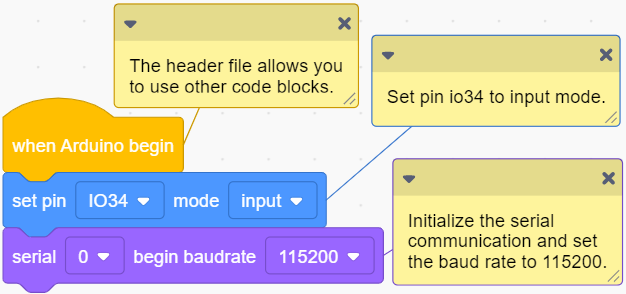 The header file allows you
to use other code blocks.
Set pin io34 to input mode.
when Arduino begin
set pin IO34 mode input
serial 0 begin baudrate 115200
Initialize the serial
communication and set
the baud rate to 115200.